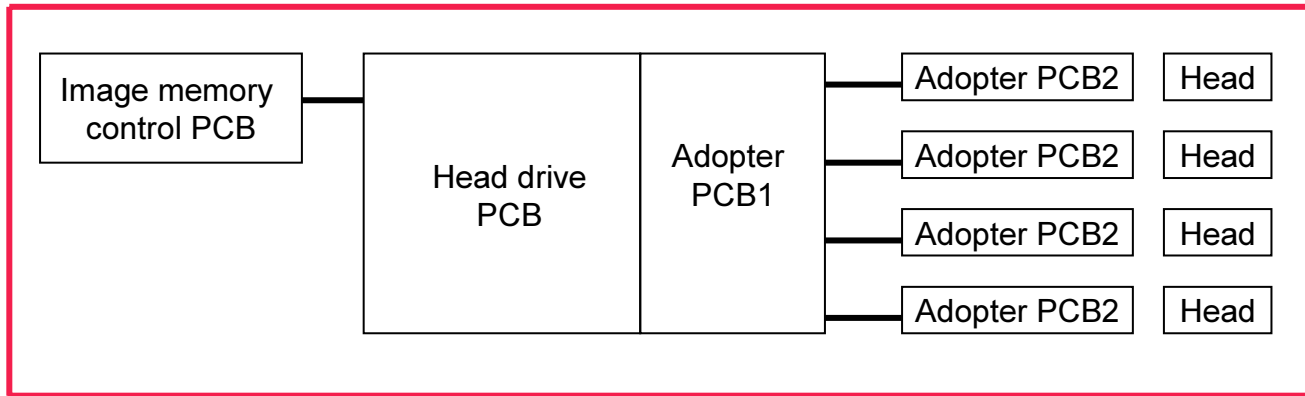 Image memory
control PCB
Head drive
PCB
Adopter
PCB1
Adopter PCB2
Head
Adopter PCB2
Head
Adopter PCB2
Head
Adopter PCB2
Head